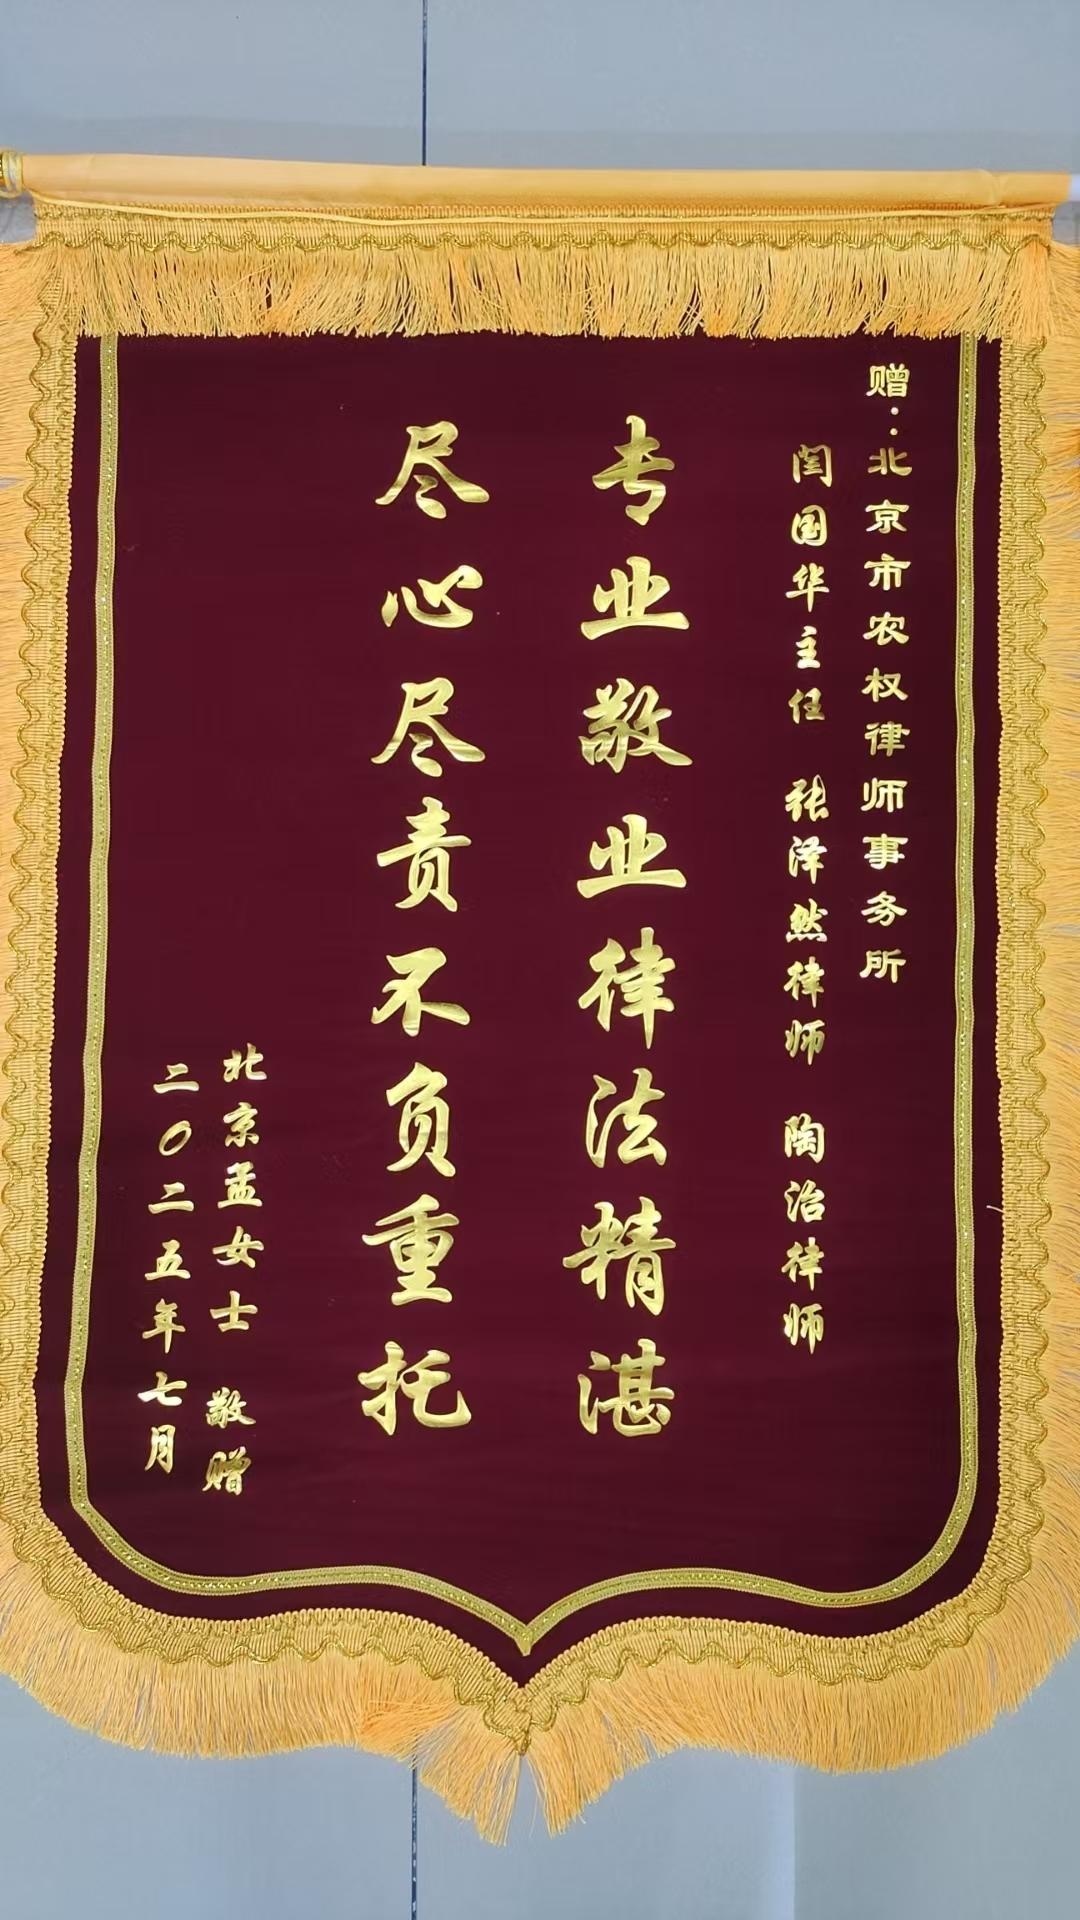 赠：北京市农权律师事务所
闫国华主任 张泽然律师 陶治律师
专业敬业律法精湛
尽心尽责不负重托
北京孟女士 敬赠
二〇二五年七月